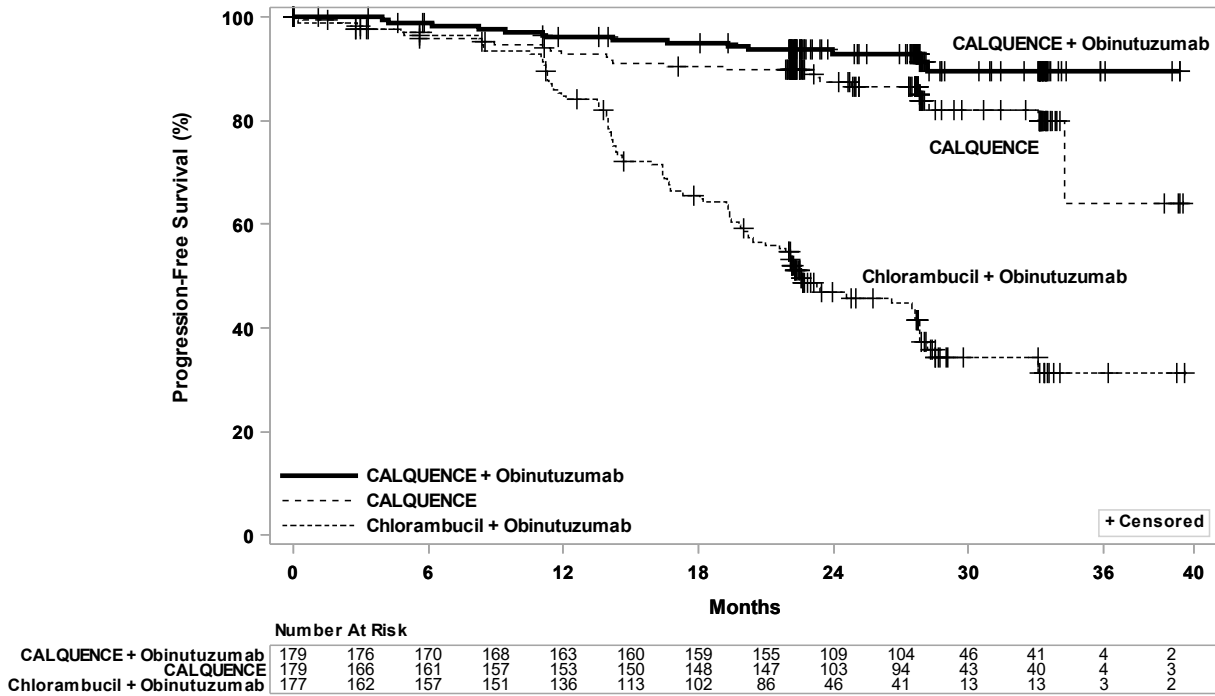 100
80
60
40
20
0
Progression-Free Survival (%)
CALQUENCE + Obinutuzumab
CALQUENCE
Chlorambucil + Obinutuzumab
CALQUENCE + Obinutuzumab
CALQUENCE
Chlorambucil + Obinutuzumab
+ Censored
0 6 12 18 24 30 36 40
Months
Number At Risk
CALQUENCE + Obinutuzumab 179 176 170 168 163 160 159 155 109 104 46 41 4 2
CALQUENCE 179 166 161 157 153 150 148 147 103 94 43 40 4 3
Chlorambucil + Obinutuzumab 177 162 157 151 136 113 102 86 46 41 13 13 3 2